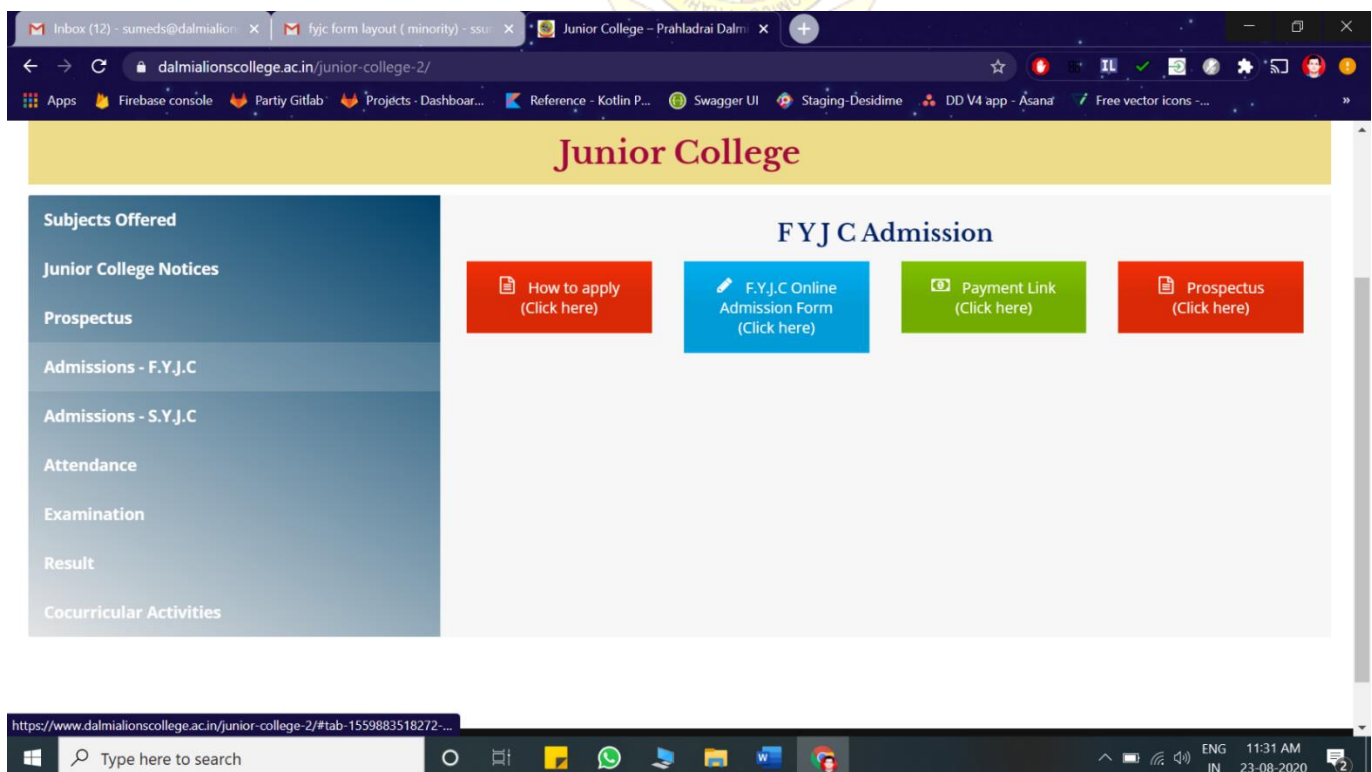 Inbox (12) - sumeds@dalmialion
fyjc form layout ( minority) - ssur
Junior College – Prahladrai Dalmi
dalmialionscollege.ac.in/junior-college-2/
Apps
Firebase console
Partiy Gitlab
Projects · Dashboar...
Reference - Kotlin P...
Swagger UI
Staging-Desidime
DD V4 app - Asana
Free vector icons -...
»
Junior College
Subjects Offered
Junior College Notices
Prospectus
Admissions - F.Y.J.C
Admissions - S.Y.J.C
Attendance
Examination
Result
Cocurricular Activities
F Y J C Admission
How to apply
(Click here)
F.Y.J.C Online
Admission Form
(Click here)
Payment Link
(Click here)
Prospectus
(Click here)
https://www.dalmialionscollege.ac.in/junior-college-2/#tab-1559883518272-...
Type here to search
ENG
IN
11:31 AM
23-08-2020
2